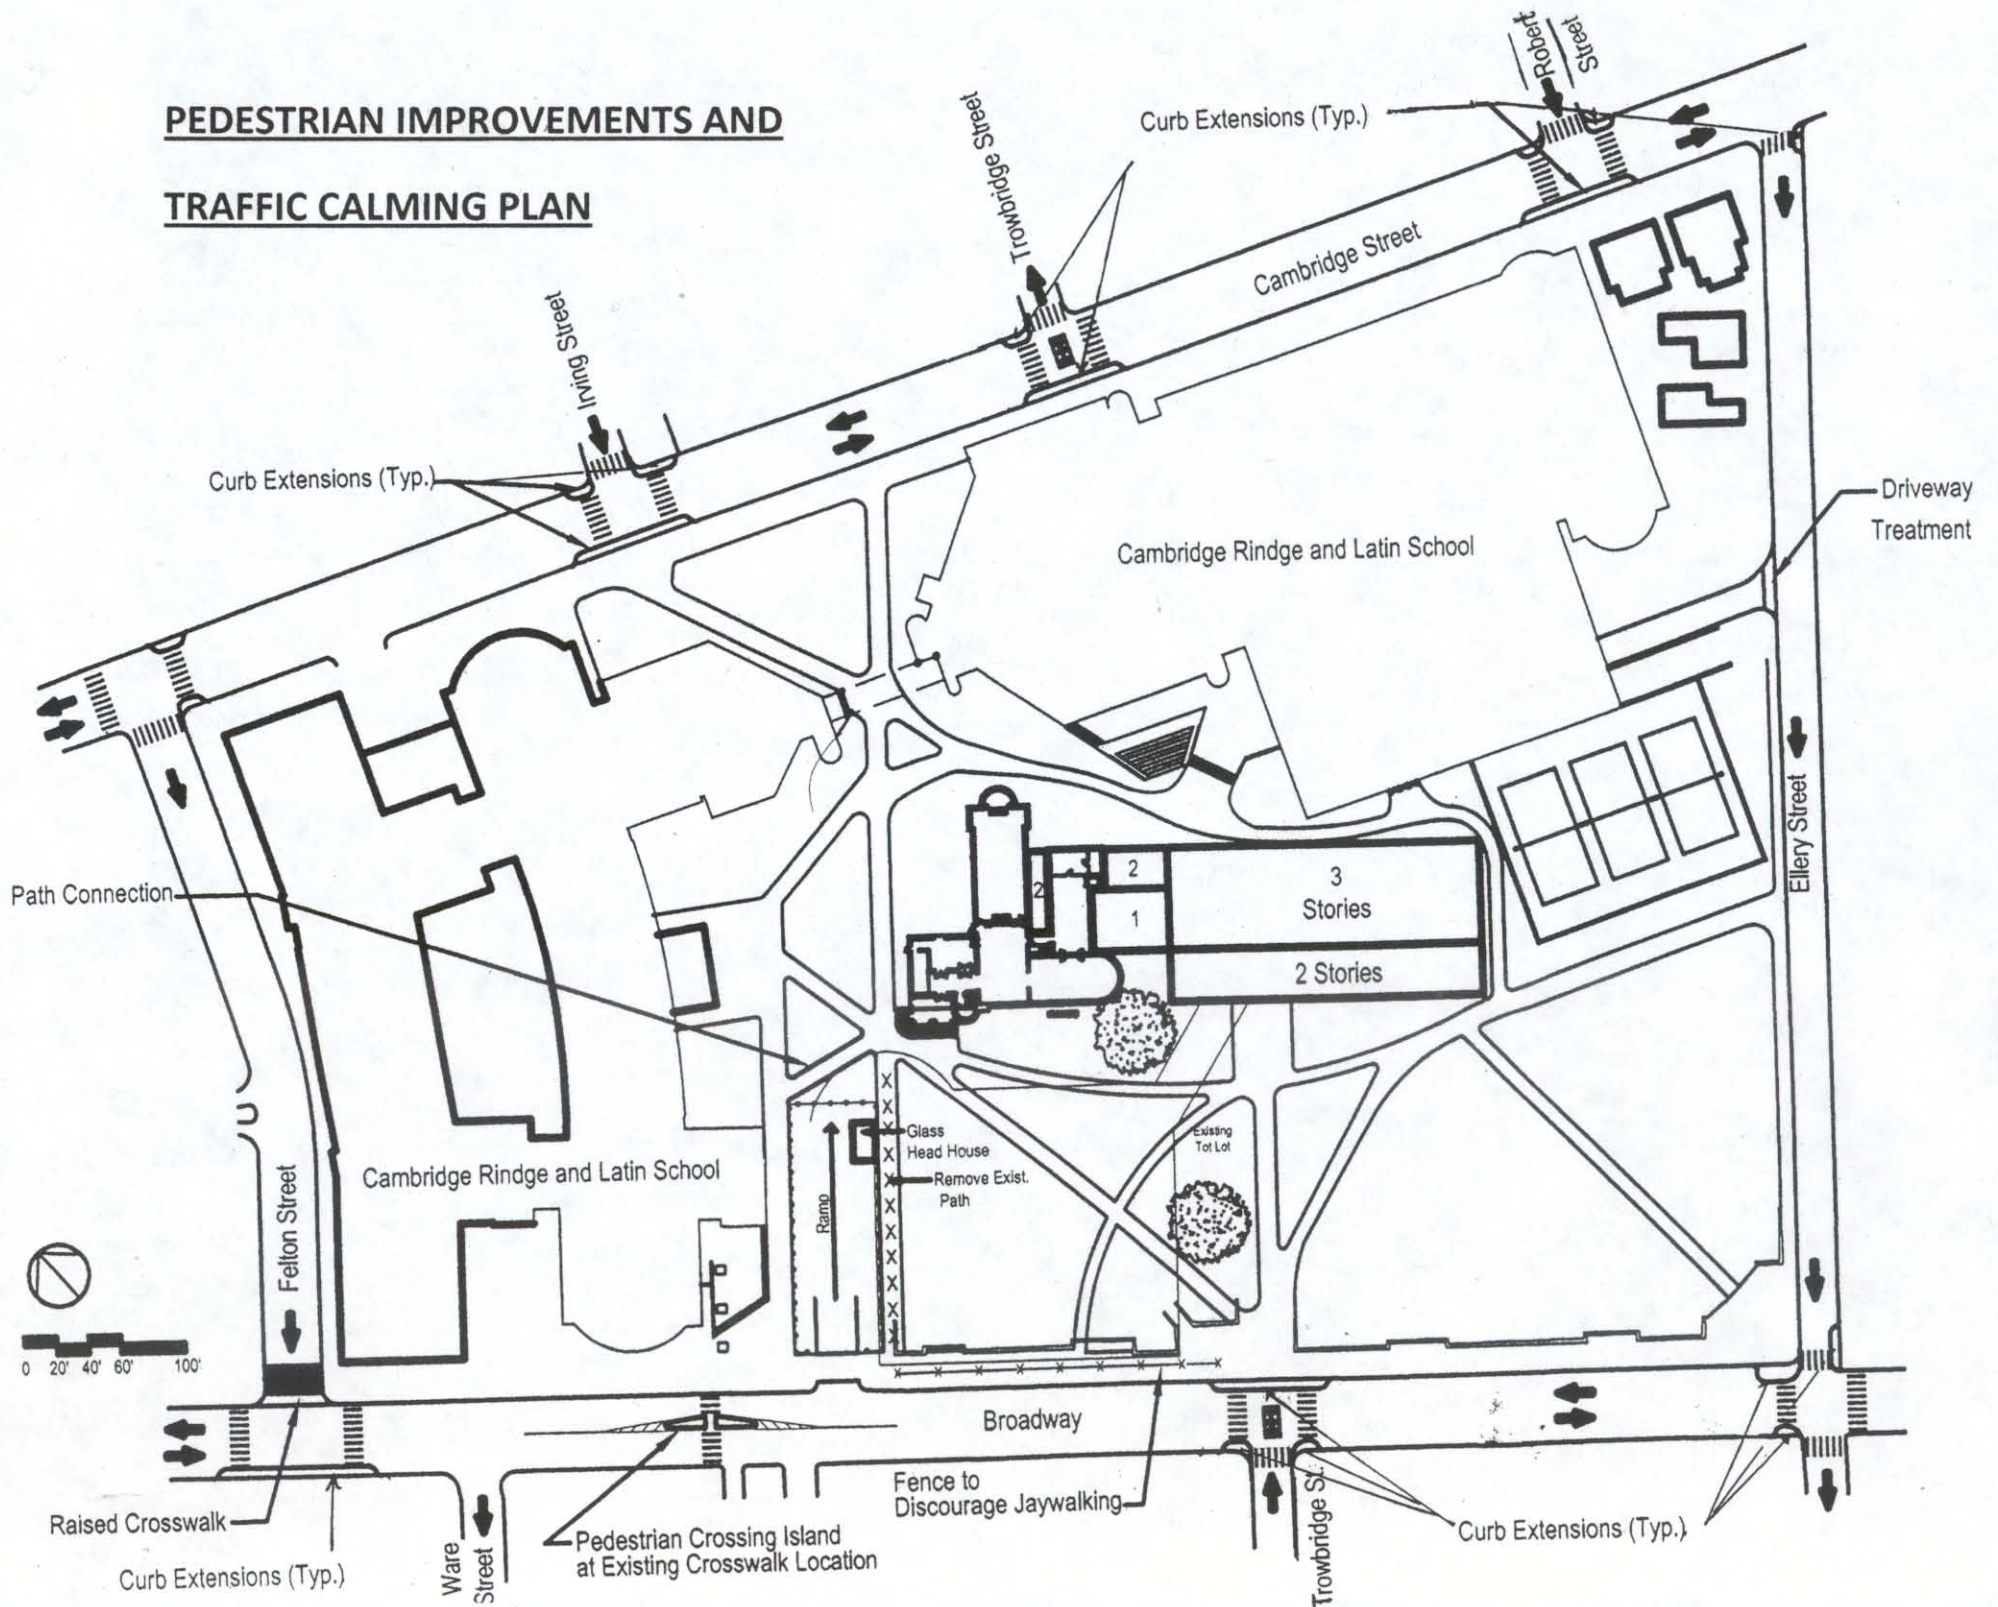 PEDESTRIAN IMPROVEMENTS AND
TRAFFIC CALMING PLAN
Robert
Street
Curb Extensions (Typ.)
Trowbridge Street
Cambridge Street
Irving Street
Curb Extensions (Typ.)
Driveway
Treatment
Cambridge Rindge and Latin School
Ellery Street
Path Connection
2
2
1
3
Stories
2 Stories
Glass
Head House
Remove Exist.
Path
Existing
Tot Lot
Ramp
Cambridge Rindge and Latin School
Felton Street
0 20' 40' 60' 100'
Broadway
Fence to
Discourage Jaywalking
Raised Crosswalk
Curb Extensions (Typ.)
Ware
Street
Pedestrian Crossing Island
at Existing Crosswalk Location
Trowbridge St.
Curb Extensions (Typ.)